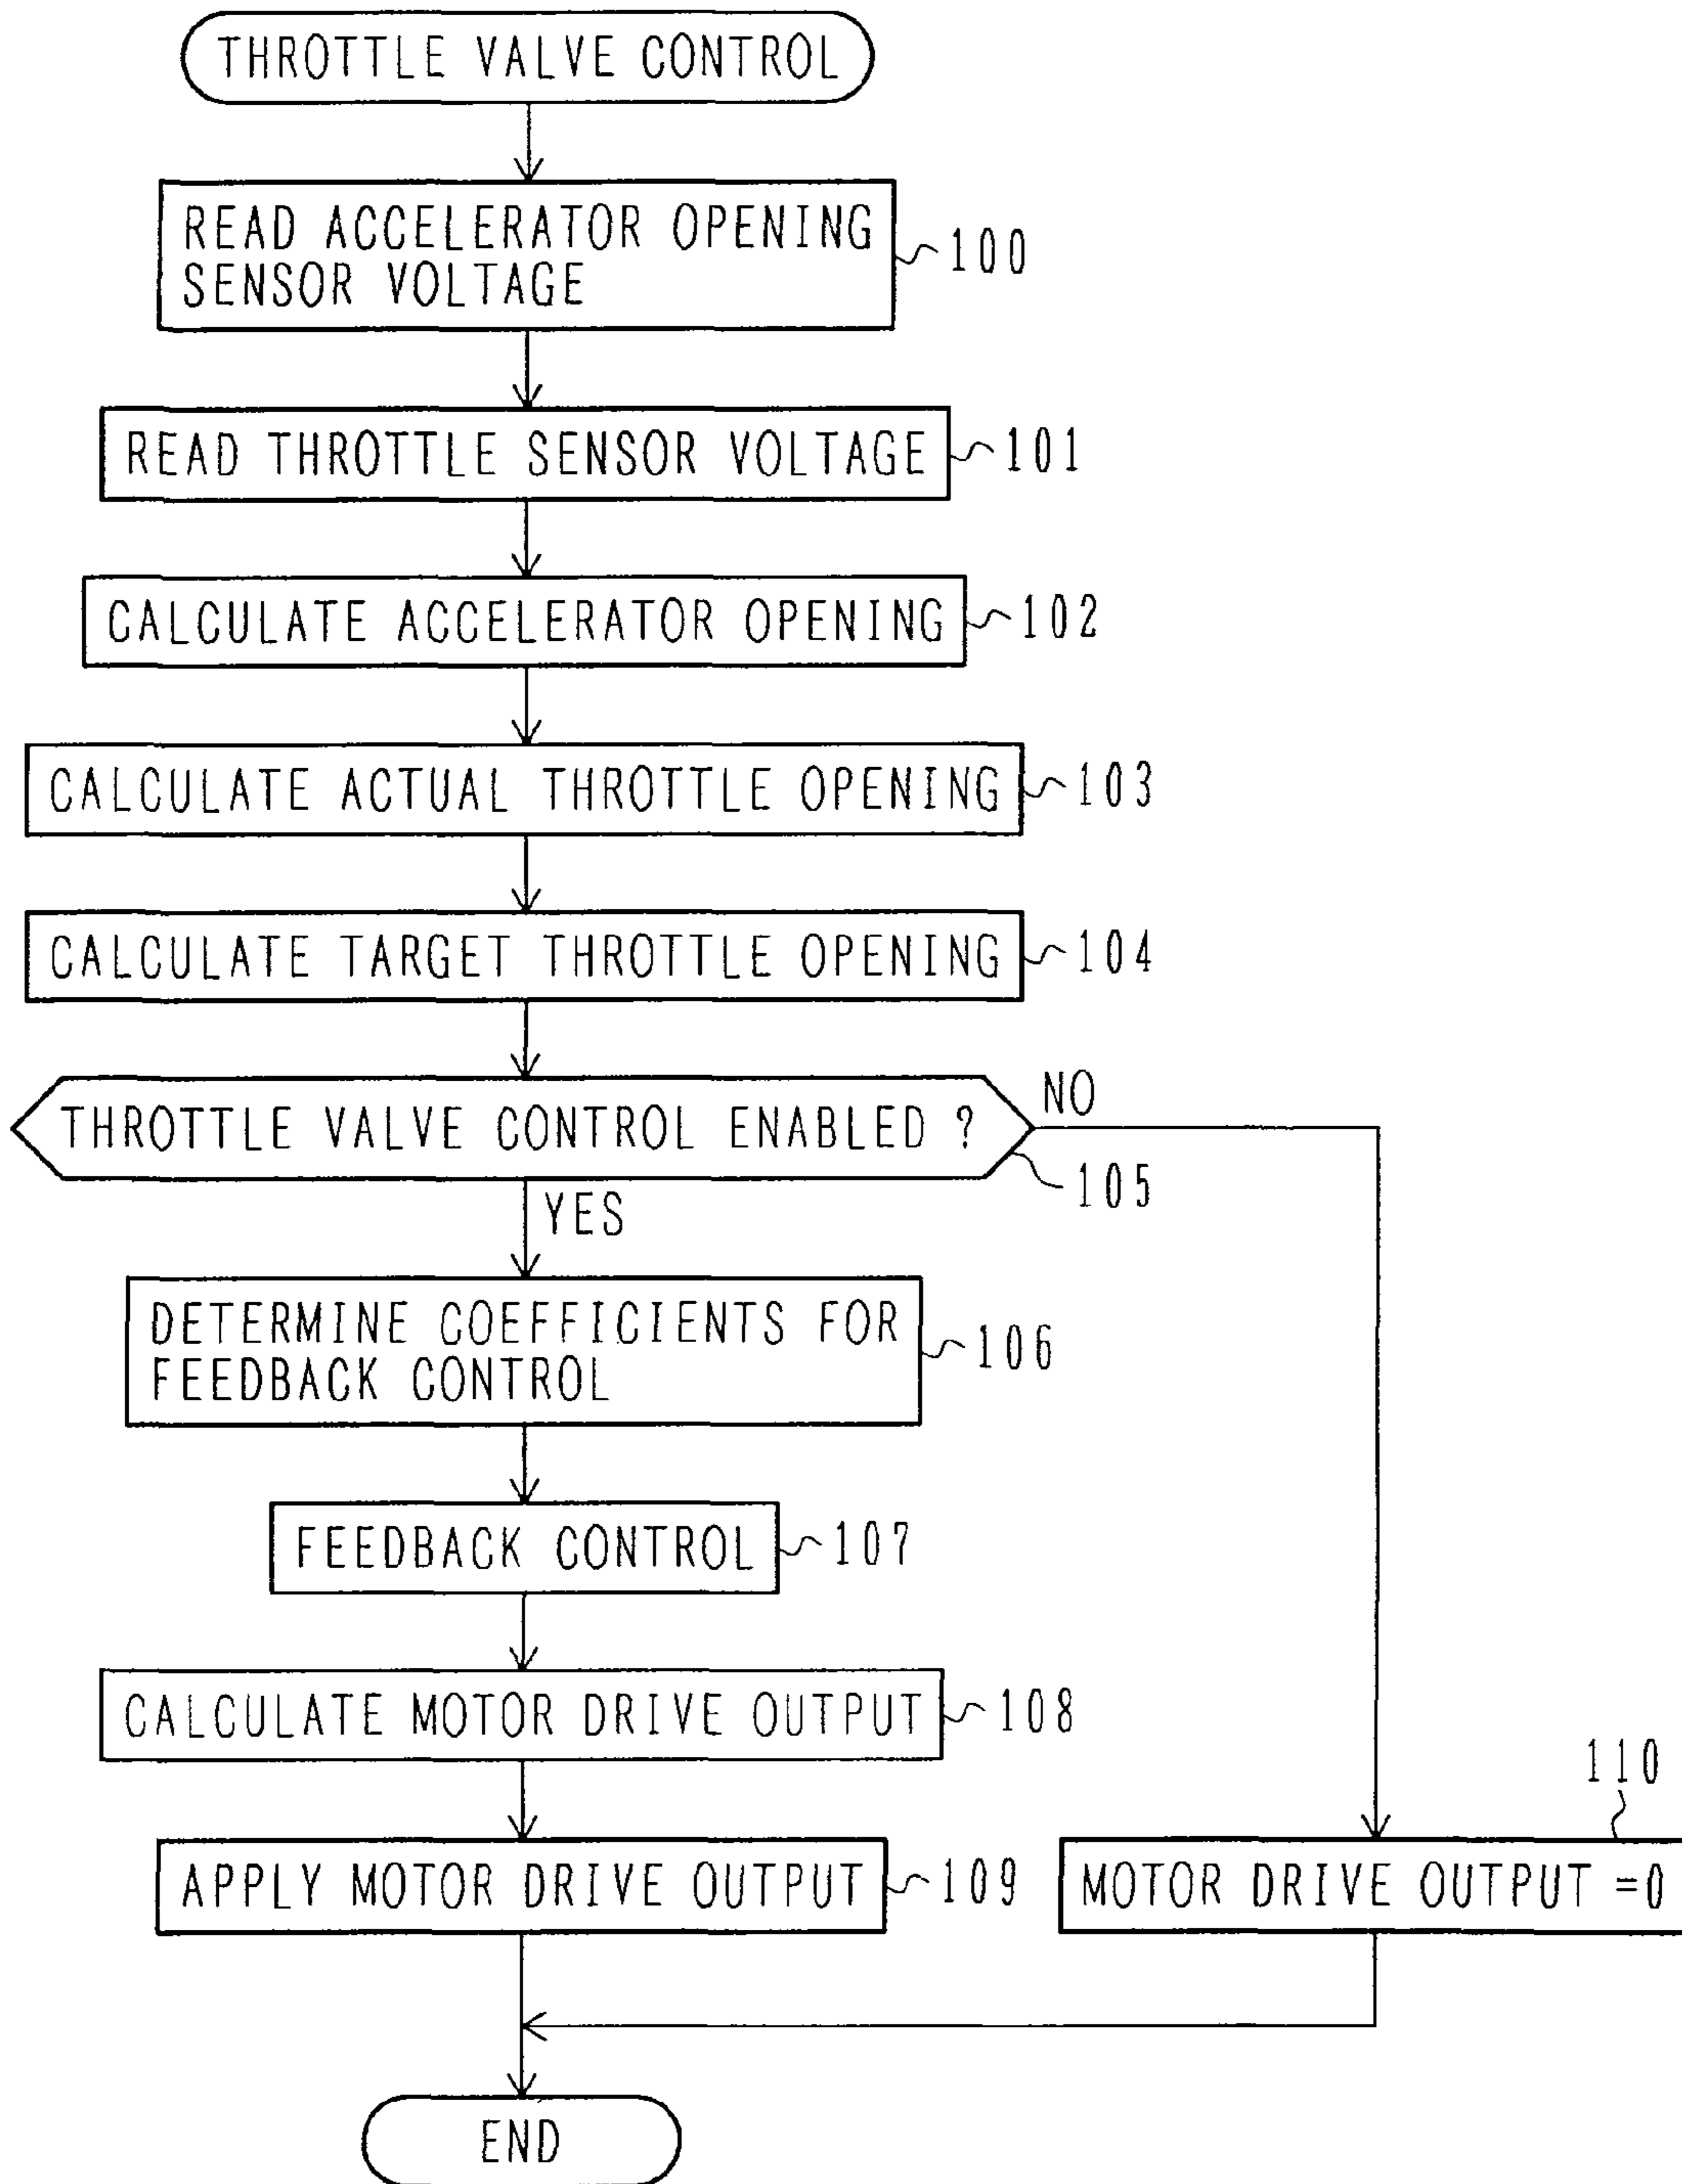 THROTTLE VALVE CONTROL
READ ACCELERATOR OPENING
SENSOR VOLTAGE
100
READ THROTTLE SENSOR VOLTAGE
101
CALCULATE ACCELERATOR OPENING
102
CALCULATE ACTUAL THROTTLE OPENING
103
CALCULATE TARGET THROTTLE OPENING
104
THROTTLE VALVE CONTROL ENABLED ?
NO
105
YES
DETERMINE COEFFICIENTS FOR
FEEDBACK CONTROL
106
FEEDBACK CONTROL
107
CALCULATE MOTOR DRIVE OUTPUT
108
APPLY MOTOR DRIVE OUTPUT
109
110
MOTOR DRIVE OUTPUT =0
END